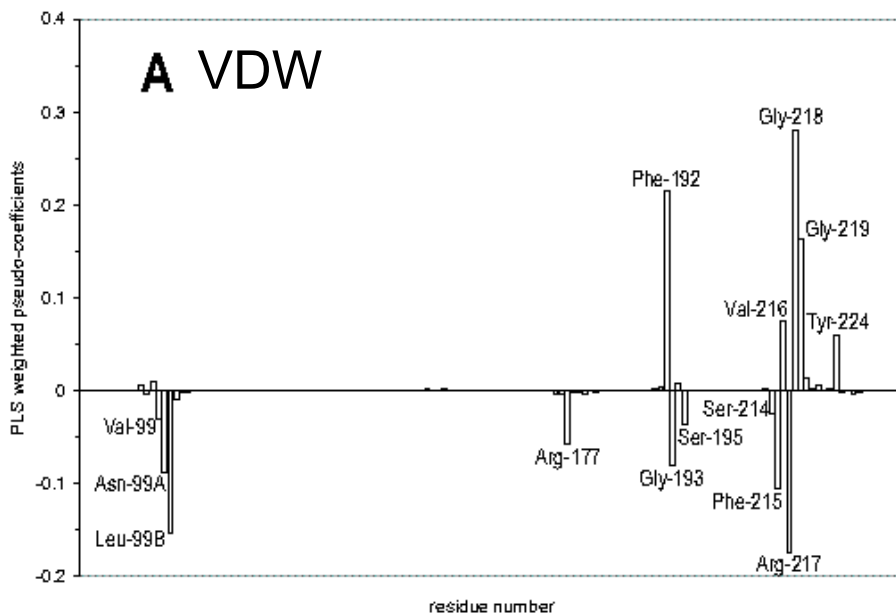 0.4
A VDW
0.3
Gly-218
Phe-192
0.2
Gly-219
Val-216
0.1
Tyr-224
PLS weighted pseudo-coefficients
0
Val-99
Ser-214
Ser-195
Arg-177
Asn-99A
Gly-193
-0.1
Phe-215
Leu-99B
Arg-217
-0.2
residue number